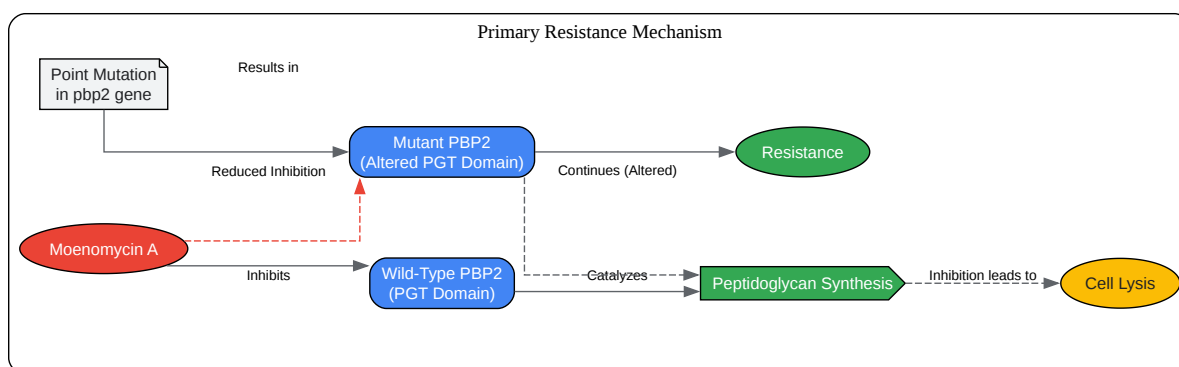 Primary Resistance Mechanism
Point Mutation
in pbp2 gene
Results in
Mutant PBP2
(Altered PGT Domain)
Resistance
Reduced Inhibition
Continues (Altered)
Moenomycin A
Inhibits
Wild-Type PBP2
(PGT Domain)
Catalyzes
Peptidoglycan Synthesis
Inhibition leads to
Cell Lysis